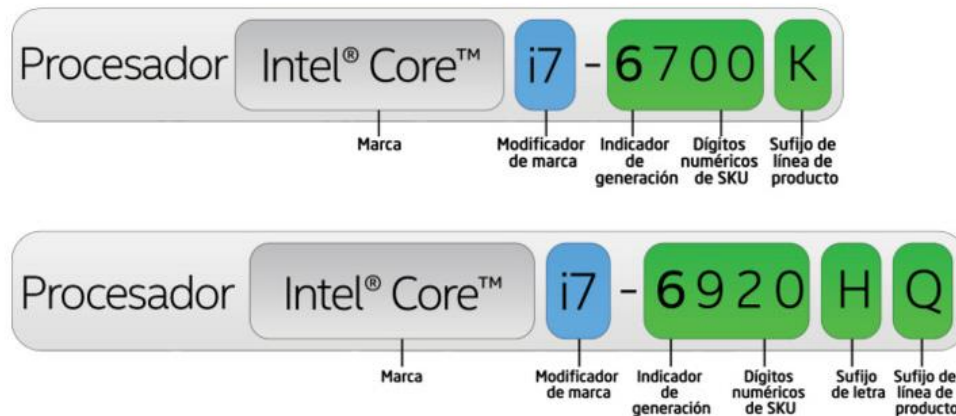 Procesador Intel® Core™ i7 - 6700 K
Marca
Modificador de marca
Indicador de generación
Dígitos numéricos de SKU
Sufijo de línea de producto
Procesador Intel® Core™ i7 - 6920 H Q
Marca
Modificador de marca
Indicador de generación
Dígitos numéricos de SKU
Sufijo de letra
Sufijo de línea de producto